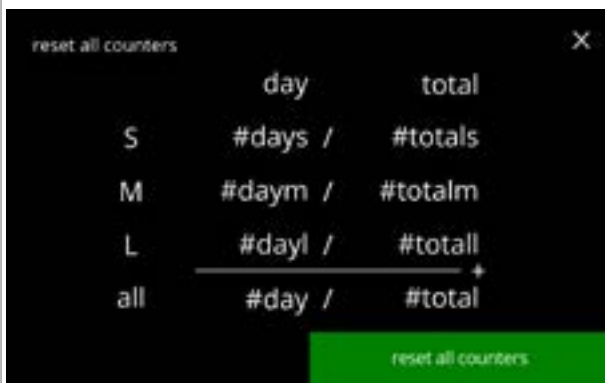 reset all counters ×
day total
S #days / #totals
M #daym / #totalm
L #dayl / #totall
+
all #day / #total
reset all counters